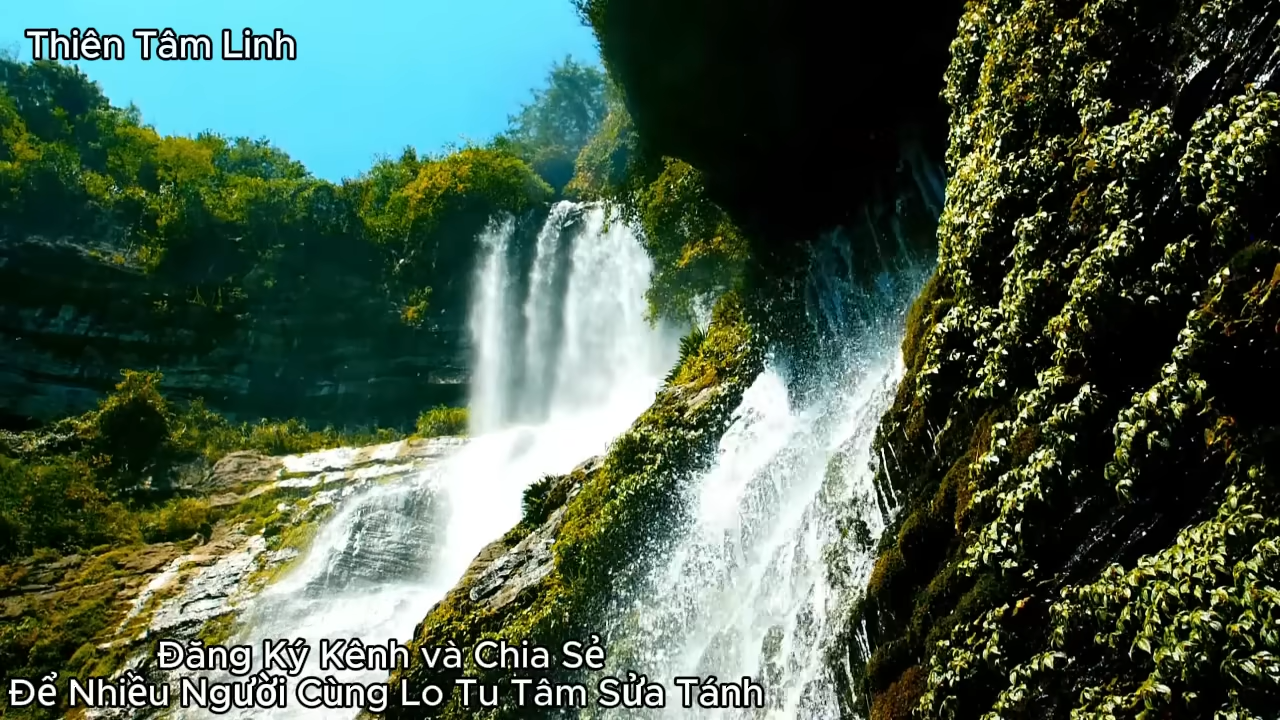 Thiên Tâm Linh
Đăng Ký Kênh và Chia Sẻ
Để Nhiều Người Cùng Lo Tu Tâm Sửa Tánh